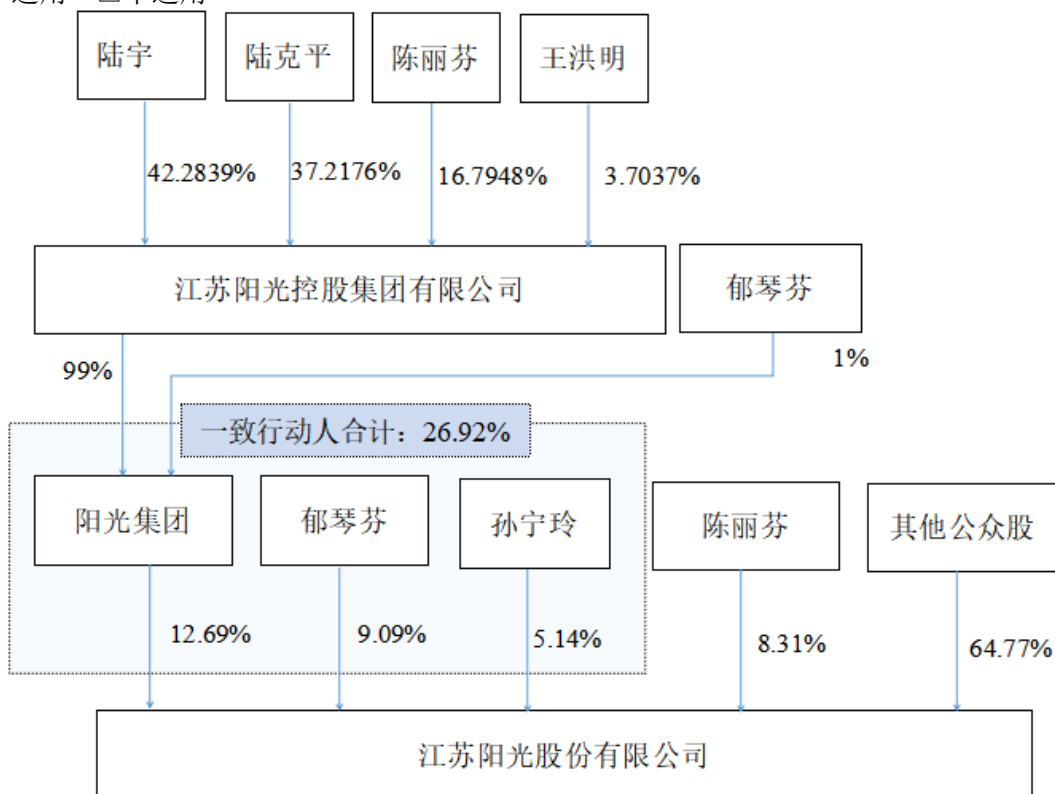 陆宇
陆克平
陈丽芬
王洪明
42.2839%
37.2176%
16.7948%
3.7037%
江苏阳光控股集团有限公司
郁琴芬
99%
1%
一致行动人合计：26.92%
阳光集团
郁琴芬
孙宁玲
陈丽芬
其他公众股
12.69%
9.09%
5.14%
8.31%
64.77%
江苏阳光股份有限公司